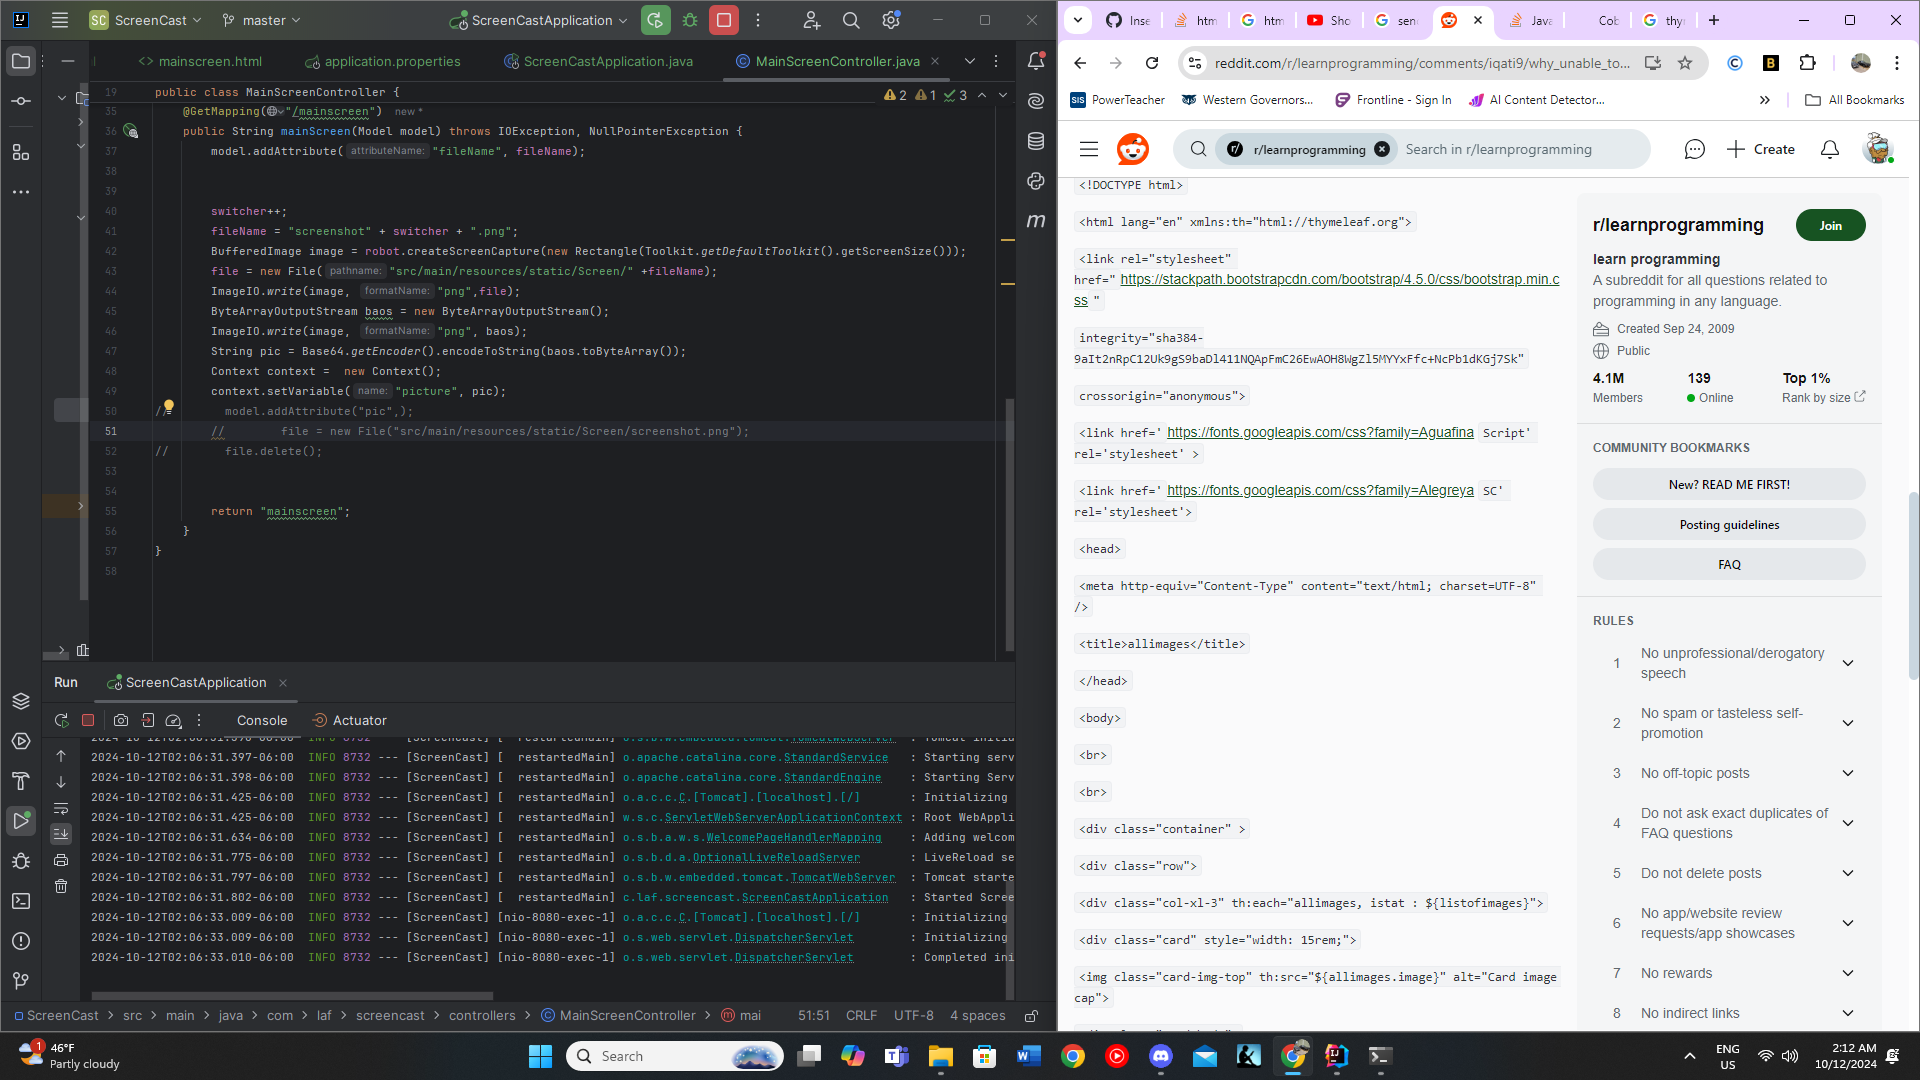 SC ScreenCast master ScreenCastApplication
mainscreen.html application.properties ScreenCastApplication.java MainScreenController.java
19 public class MainScreenController { 2 1 3
35 @GetMapping("/mainscreen") new *
36 public String mainScreen(Model model) throws IOException, NullPointerException {
37 model.addAttribute( attributeName: "fileName", fileName);
38
39
40 switcher++;
41 fileName = "screenshot" + switcher + ".png";
42 BufferedImage image = robot.createScreenCapture(new Rectangle(Toolkit.getDefaultToolkit().getScreenSize()));
43 file = new File( pathname: "src/main/resources/static/Screen/" +fileName);
44 ImageIO.write(image, formatName: "png",file);
45 ByteArrayOutputStream baos = new ByteArrayOutputStream();
46 ImageIO.write(image, formatName: "png", baos);
47 String pic = Base64.getEncoder().encodeToString(baos.toByteArray());
48 Context context = new Context();
49 context.setVariable( name: "picture", pic);
50 // model.addAttribute("pic",);
51 // file = new File("src/main/resources/static/Screen/screenshot.png");
52 // file.delete();
53
54
55 return "mainscreen";
56 }
57 }
58
Run ScreenCastApplication
Console Actuator
2024-10-12T02:06:31.397-06:00 INFO 8732 --- [ScreenCast] [ restartedMain] o.apache.catalina.core.StandardService : Starting serv
2024-10-12T02:06:31.398-06:00 INFO 8732 --- [ScreenCast] [ restartedMain] o.apache.catalina.core.StandardEngine : Starting Serv
2024-10-12T02:06:31.425-06:00 INFO 8732 --- [ScreenCast] [ restartedMain] o.a.c.c.C.[Tomcat].[localhost].[/] : Initializing
2024-10-12T02:06:31.425-06:00 INFO 8732 --- [ScreenCast] [ restartedMain] w.s.c.ServletWebServerApplicationContext : Root WebAppli
2024-10-12T02:06:31.634-06:00 INFO 8732 --- [ScreenCast] [ restartedMain] o.s.b.a.w.s.WelcomePageHandlerMapping : Adding welcom
2024-10-12T02:06:31.775-06:00 INFO 8732 --- [ScreenCast] [ restartedMain] o.s.b.d.a.OptionalLiveReloadServer : LiveReload se
2024-10-12T02:06:31.797-06:00 INFO 8732 --- [ScreenCast] [ restartedMain] o.s.b.w.embedded.tomcat.TomcatWebServer : Tomcat starte
2024-10-12T02:06:31.802-06:00 INFO 8732 --- [ScreenCast] [ restartedMain] c.laf.screencast.ScreenCastApplication : Started Scree
2024-10-12T02:06:33.009-06:00 INFO 8732 --- [ScreenCast] [nio-8080-exec-1] o.a.c.c.C.[Tomcat].[localhost].[/] : Initializing
2024-10-12T02:06:33.009-06:00 INFO 8732 --- [ScreenCast] [nio-8080-exec-1] o.s.web.servlet.DispatcherServlet : Initializing
2024-10-12T02:06:33.010-06:00 INFO 8732 --- [ScreenCast] [nio-8080-exec-1] o.s.web.servlet.DispatcherServlet : Completed ini
ScreenCast > src > main > java > com > laf > screencast > controllers > MainScreenController > mai 51:51 CRLF UTF-8 4 spaces
Inse htm htm Sho sen Java Cob thy
reddit.com/r/learnprogramming/comments/iqati9/why_unable_to...
PowerTeacher Western Governors... Frontline - Sign In AI Content Detector... All Bookmarks
r/learnprogramming Search in r/learnprogramming Create
<!DOCTYPE html>
<html lang="en" xmlns:th="html://thymeleaf.org">
<link rel="stylesheet"
href=" https://stackpath.bootstrapcdn.com/bootstrap/4.5.0/css/bootstrap.min.c
ss "
integrity="sha384-
9aIt2nRpC12Uk9gS9baDl411NQApFmC26EwAOH8WgZl5MYYxFfc+NcPb1dKGj7Sk"
crossorigin="anonymous">
<link href=' https://fonts.googleapis.com/css?family=Aguafina Script'
rel='stylesheet' >
<link href=' https://fonts.googleapis.com/css?family=Alegreya SC'
rel='stylesheet'>
<head>
<meta http-equiv="Content-Type" content="text/html; charset=UTF-8"
/>
<title>allimages</title>
</head>
<body>
<br>
<br>
<div class="container" >
<div class="row">
<div class="col-xl-3" th:each="allimages, istat : ${listofimages}">
<div class="card" style="width: 15rem;">
<img class="card-img-top" th:src="${allimages.image}" alt="Card image
cap">
r/learnprogramming Join
learn programming
A subreddit for all questions related to
programming in any language.
Created Sep 24, 2009
Public
4.1M 139 Top 1%
Members Online Rank by size
COMMUNITY BOOKMARKS
New? READ ME FIRST!
Posting guidelines
FAQ
RULES
1 No unprofessional/derogatory
speech
2 No spam or tasteless self-
promotion
3 No off-topic posts
4 Do not ask exact duplicates of
FAQ questions
5 Do not delete posts
6 No app/website review
requests/app showcases
7 No rewards
8 No indirect links
1 46°F
Partly cloudy
Search
ENG
US
2:12 AM
10/12/2024